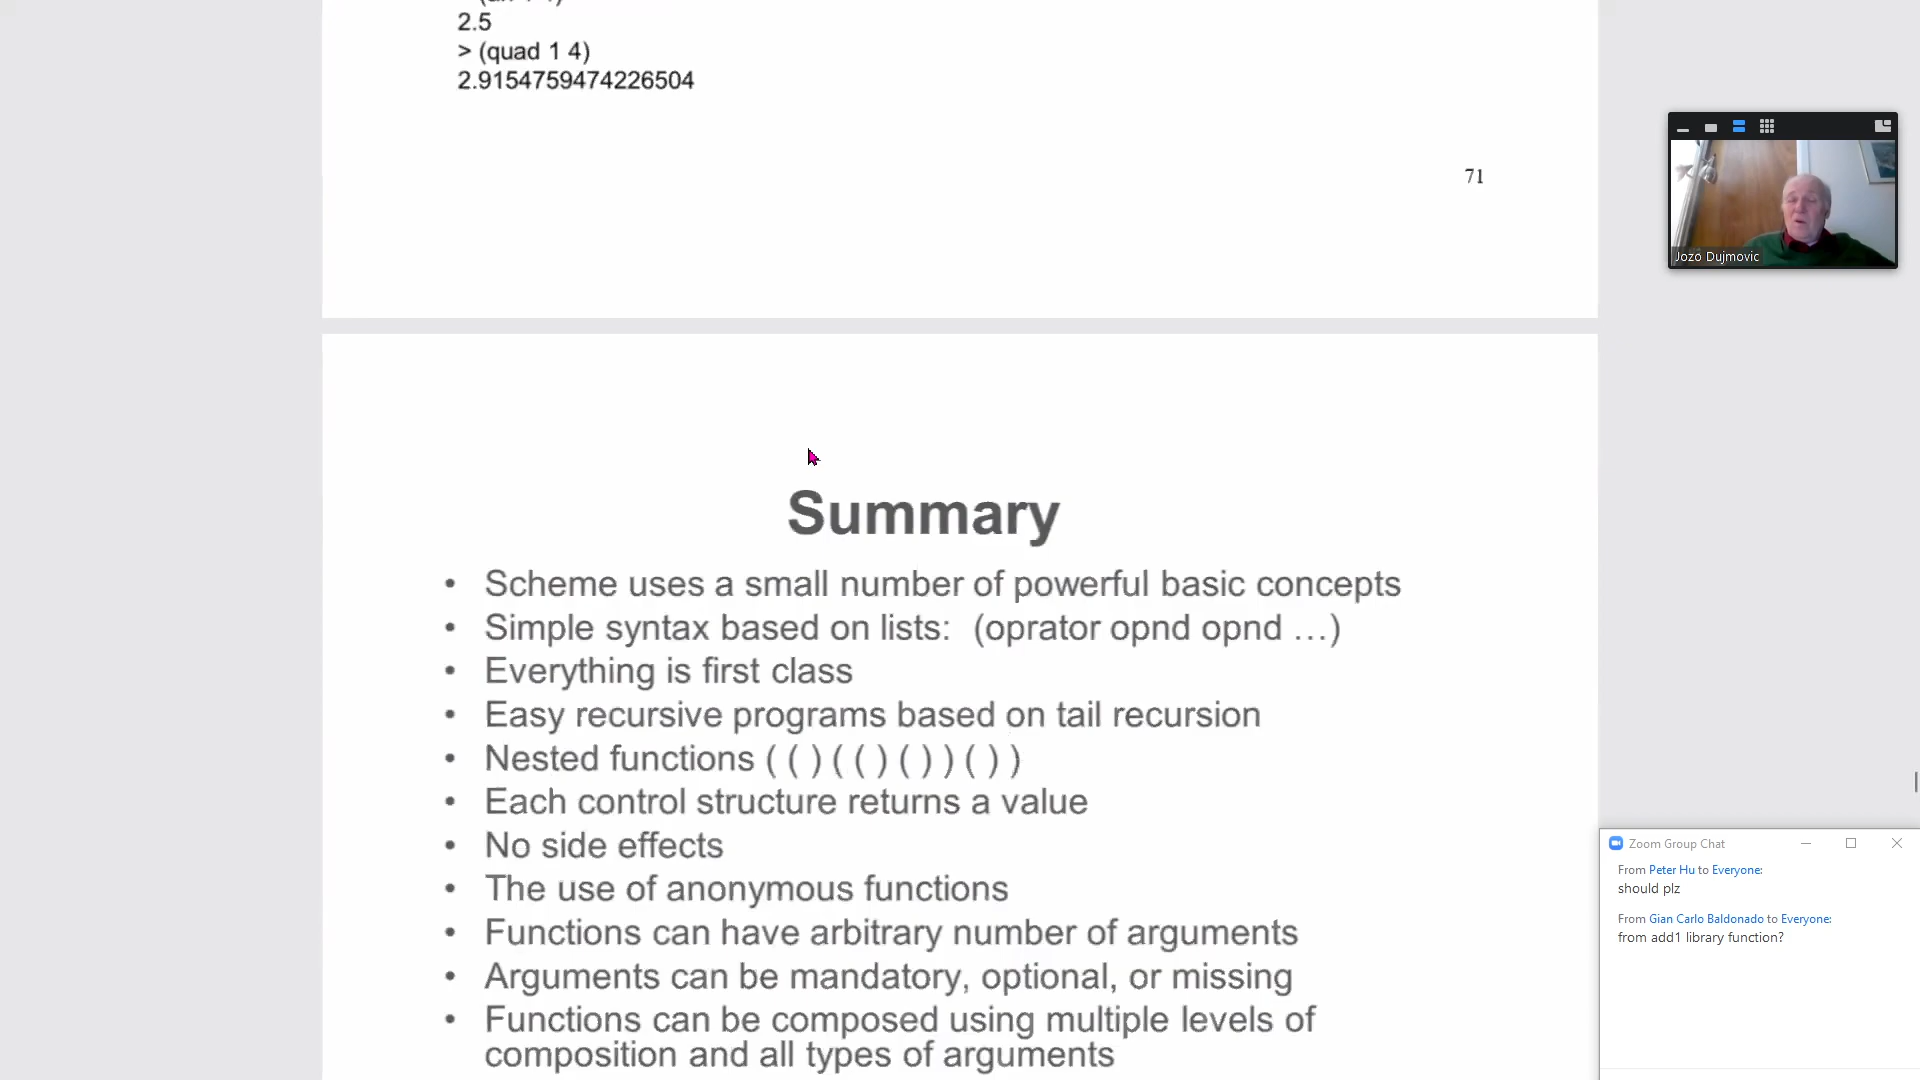 2.5
> (quad 1 4)
2.9154759474226504
71
Jozo Dujmovic
Summary
• Scheme uses a small number of powerful basic concepts
• Simple syntax based on lists: (oprator opnd opnd …)
• Everything is first class
• Easy recursive programs based on tail recursion
• Nested functions ( ( ) ( ( ) ( ) ) ( ) )
• Each control structure returns a value
• No side effects
• The use of anonymous functions
• Functions can have arbitrary number of arguments
• Arguments can be mandatory, optional, or missing
• Functions can be composed using multiple levels of
composition and all types of arguments
Zoom Group Chat
From Peter Hu to Everyone:
should plz
From Gian Carlo Baldonado to Everyone:
from add1 library function?